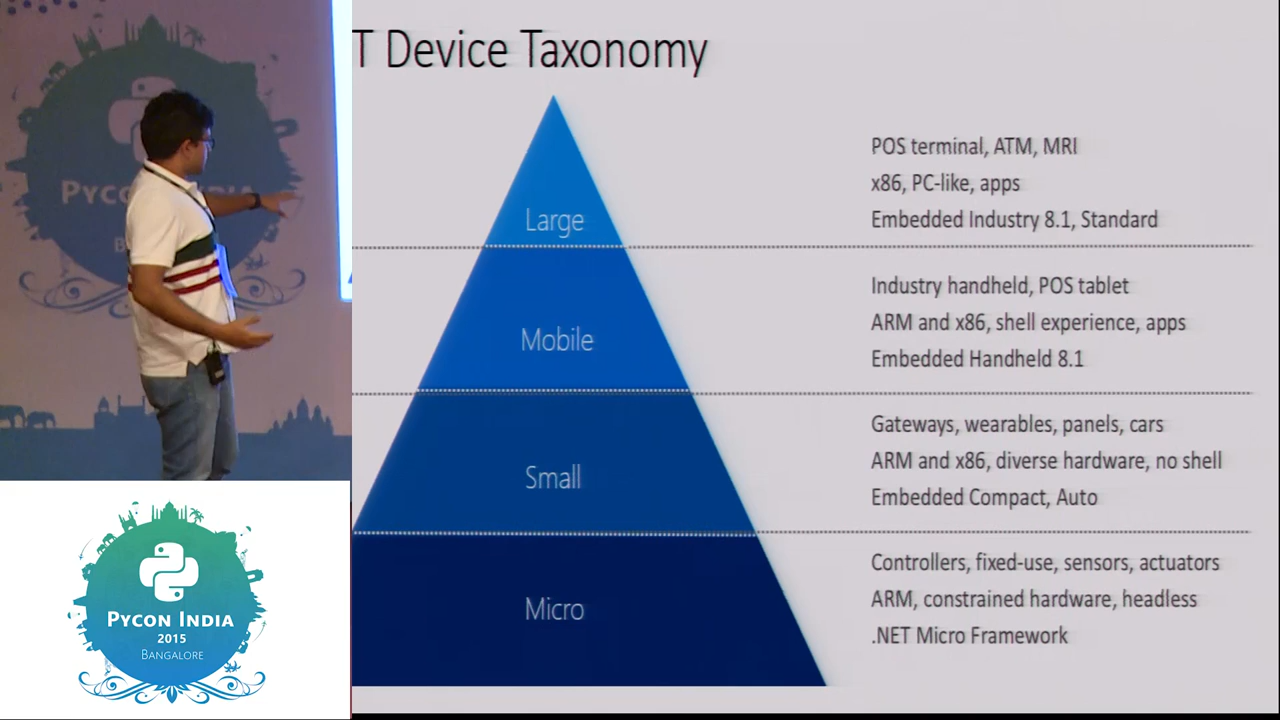 T Device Taxonomy
POS terminal, ATM, MRI
x86, PC-like, apps
Large
Embedded Industry 8.1, Standard
Industry handheld, POS tablet
ARM and x86, shell experience, apps
Mobile
Embedded Handheld 8.1
Gateways, wearables, panels, cars
ARM and x86, diverse hardware, no shell
Small
Embedded Compact, Auto
Controllers, fixed-use, sensors, actuators
ARM, constrained hardware, headless
Micro
.NET Micro Framework
PYCON INDIA
2015
BANGALORE